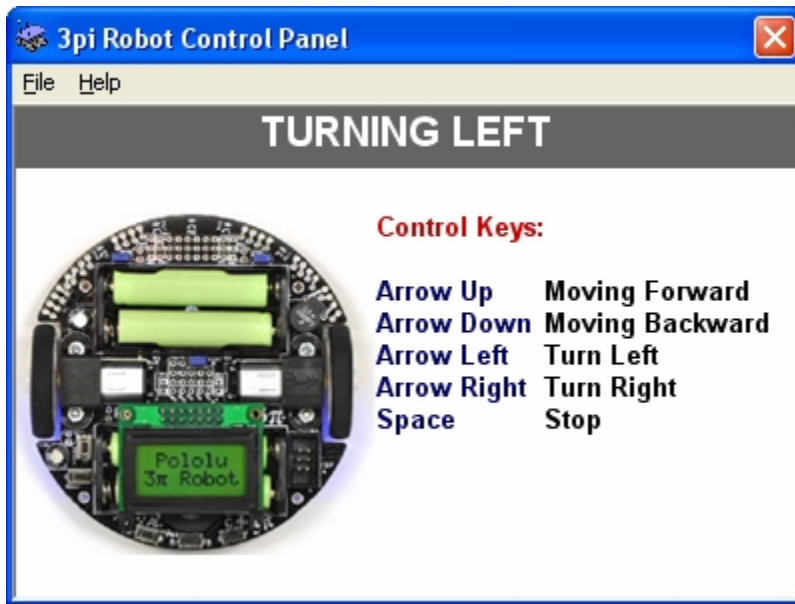 3pi Robot Control Panel
File Help
TURNING LEFT
Control Keys:
Arrow Up Moving Forward
Arrow Down Moving Backward
Arrow Left Turn Left
Arrow Right Turn Right
Space Stop
Pololu
3π Robot